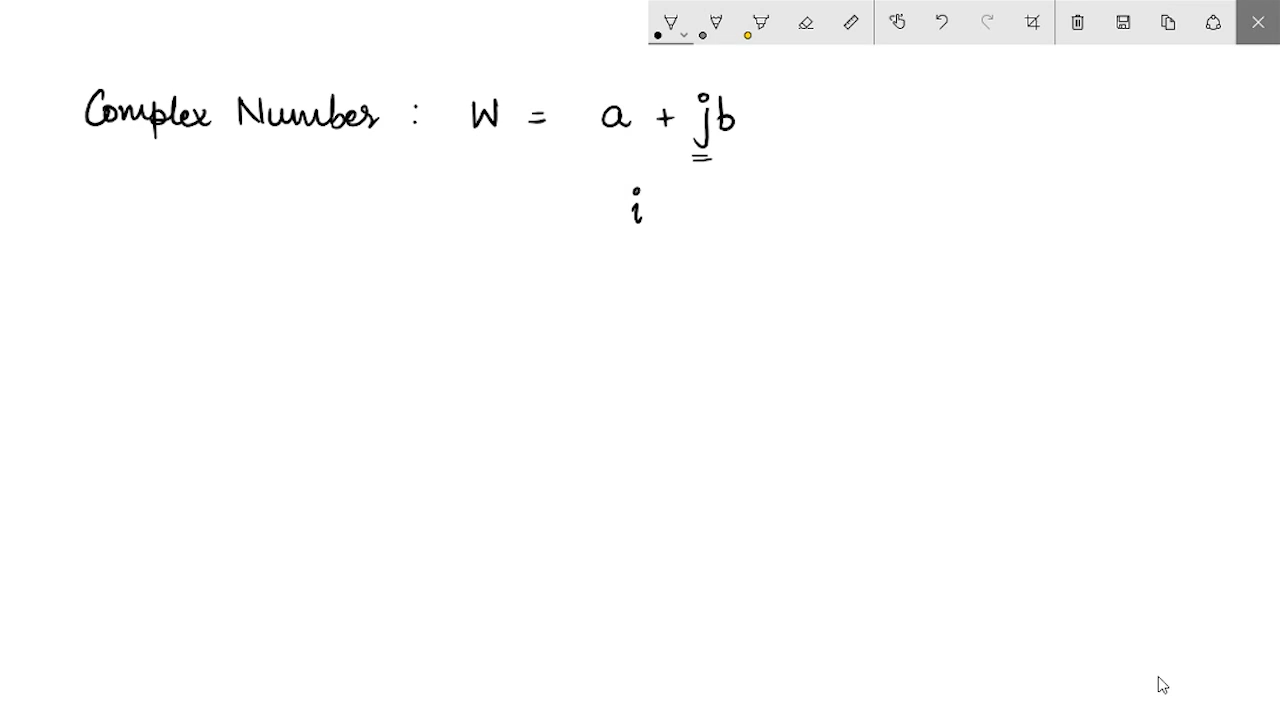 Complex Number : W = a + jb
i